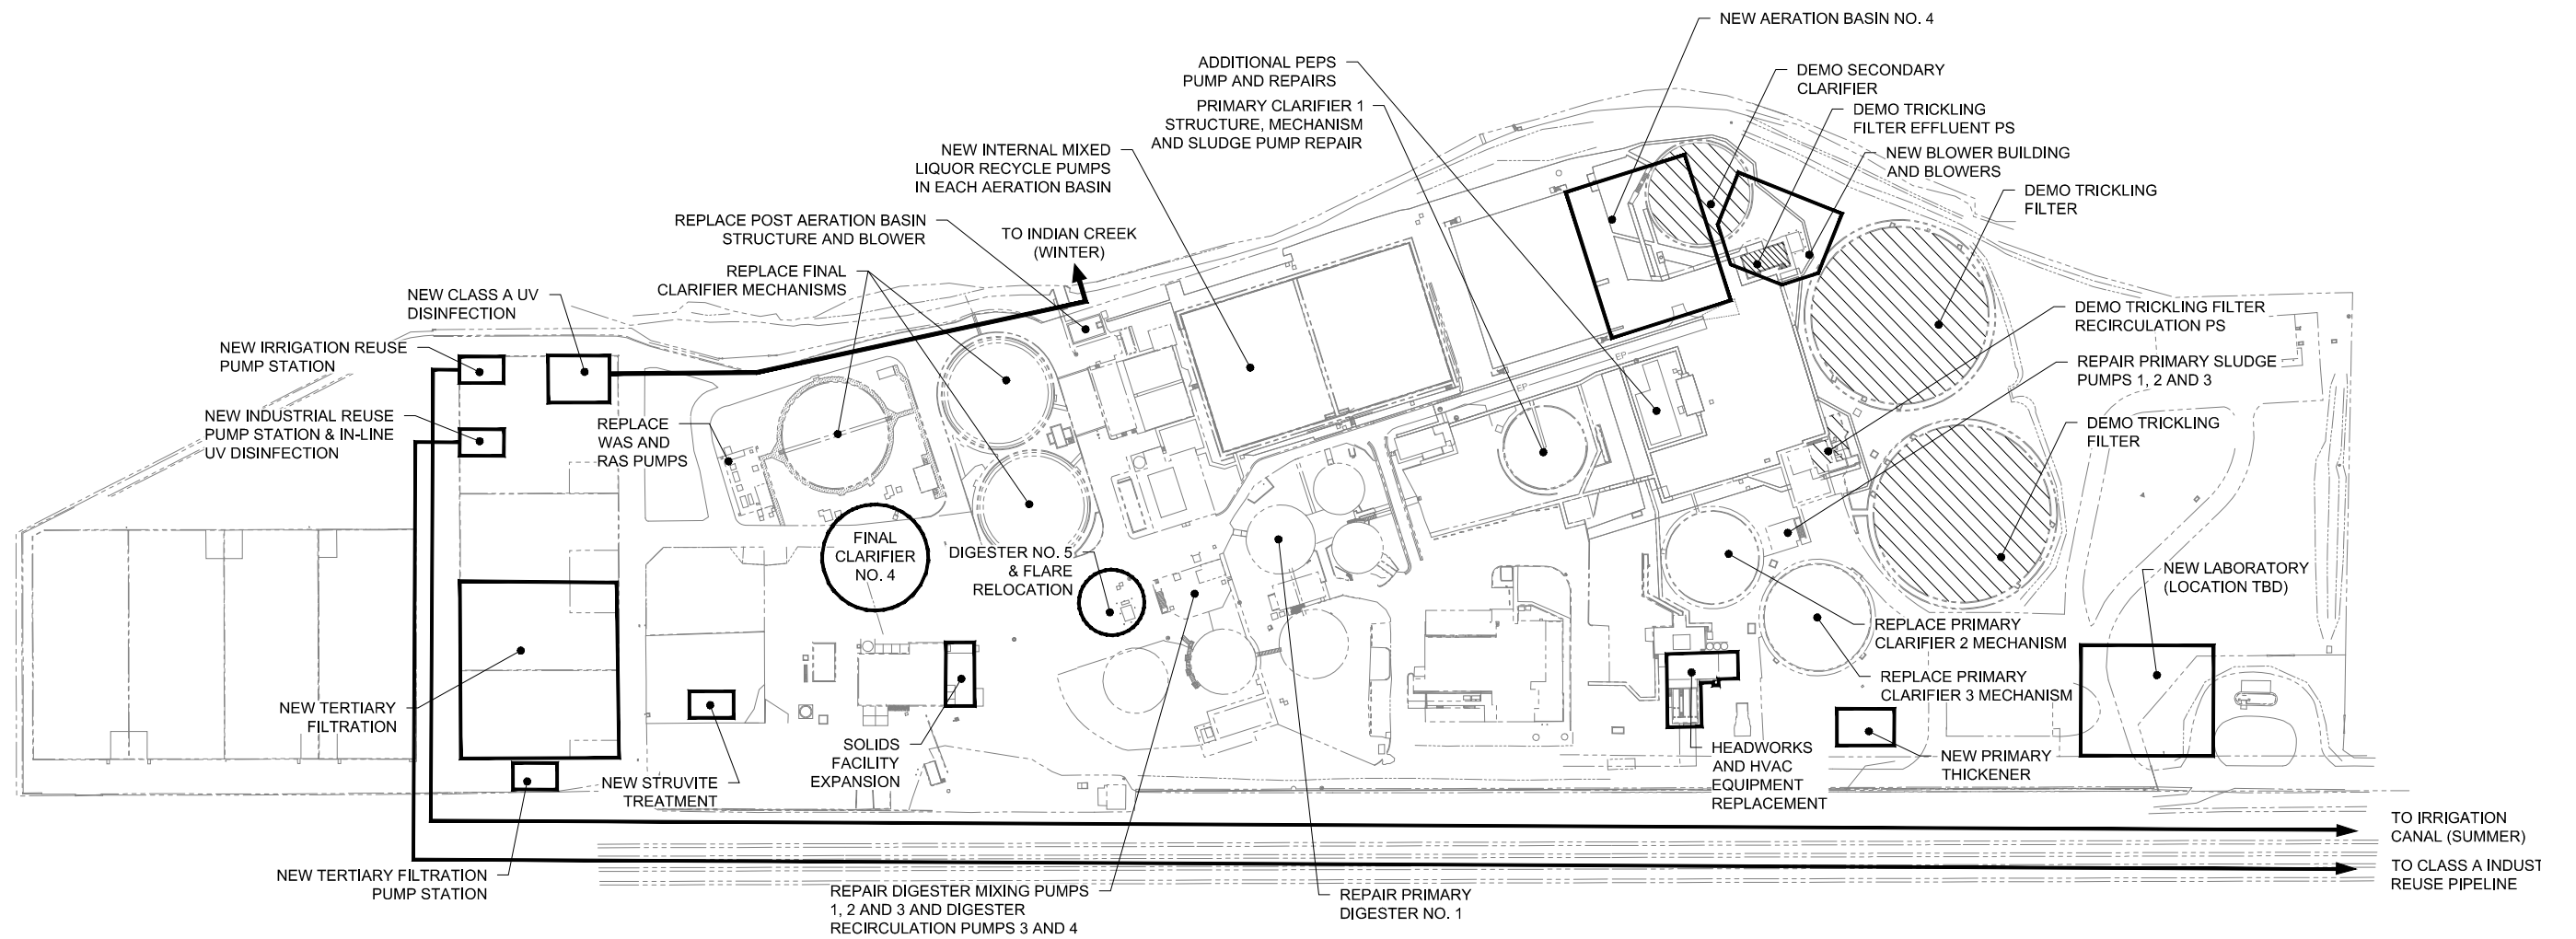 NEW AERATION BASIN NO. 4
ADDITIONAL PEPS
PUMP AND REPAIRS
DEMO SECONDARY
CLARIFIER
PRIMARY CLARIFIER 1
STRUCTURE, MECHANISM
AND SLUDGE PUMP REPAIR
DEMO TRICKLING
FILTER EFFLUENT PS
NEW INTERNAL MIXED
LIQUOR RECYCLE PUMPS
IN EACH AERATION BASIN
NEW BLOWER BUILDING
AND BLOWERS
DEMO TRICKLING
FILTER
REPLACE POST AERATION BASIN
STRUCTURE AND BLOWER
TO INDIAN CREEK
(WINTER)
REPLACE FINAL
CLARIFIER MECHANISMS
NEW CLASS A UV
DISINFECTION
DEMO TRICKLING FILTER
RECIRCULATION PS
NEW IRRIGATION REUSE
PUMP STATION
REPAIR PRIMARY SLUDGE
PUMPS 1, 2 AND 3
EP
EP
NEW INDUSTRIAL REUSE
PUMP STATION & IN-LINE
UV DISINFECTION
REPLACE
WAS AND
RAS PUMPS
DEMO TRICKLING
FILTER
FINAL
CLARIFIER
NO. 4
DIGESTER NO. 5
& FLARE
RELOCATION
NEW LABORATORY
(LOCATION TBD)
REPLACE PRIMARY
CLARIFIER 2 MECHANISM
REPLACE PRIMARY
CLARIFIER 3 MECHANISM
NEW TERTIARY
FILTRATION
SOLIDS
FACILITY
EXPANSION
HEADWORKS
AND HVAC
EQUIPMENT
REPLACEMENT
NEW PRIMARY
THICKENER
NEW STRUVITE
TREATMENT
TO IRRIGATION
CANAL (SUMMER)
TO CLASS A INDUST
REUSE PIPELINE
NEW TERTIARY FILTRATION
PUMP STATION
REPAIR DIGESTER MIXING PUMPS
1, 2 AND 3 AND DIGESTER
RECIRCULATION PUMPS 3 AND 4
REPAIR PRIMARY
DIGESTER NO. 1